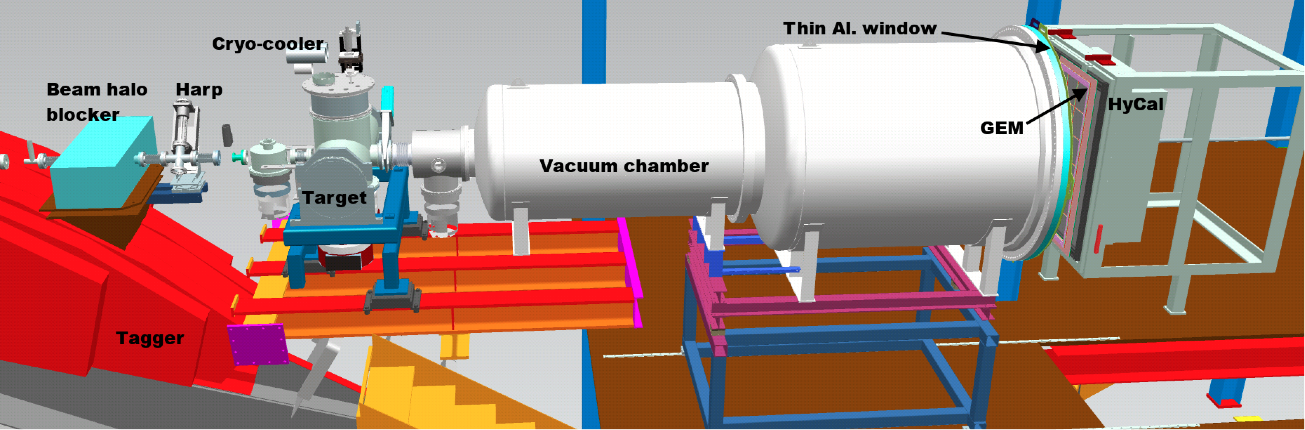 Thin Al. window
Cryo-cooler
Beam halo
blocker
Harp
HyCal
GEM
Vacuum chamber
Target
Tagger